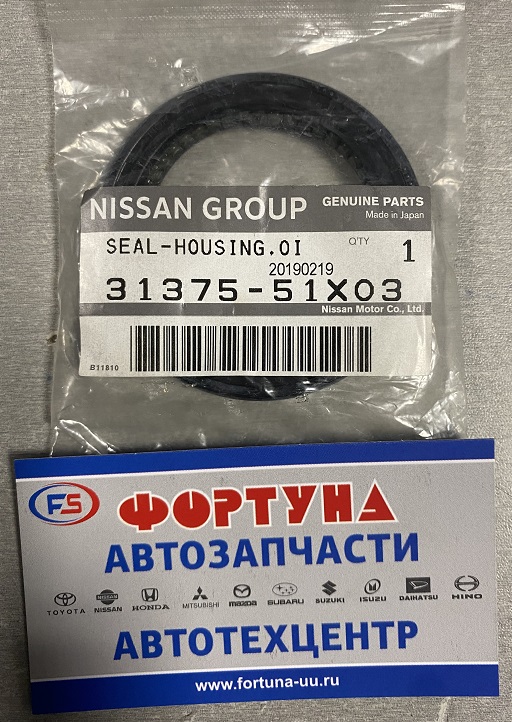 NISSAN GROUP
GENUINE PARTS
Made in Japan
SEAL-HOUSING.OI
QTY
1
20190219
31375-51X03
Nissan Motor Co., Ltd.
B11810
FS
ФОРТУНА
АВТОЗАПЧАСТИ
TOYOTA NISSAN HONDA MITSUBISHI mazda SUBARU SUZUKI ISUZU DAIHATSU HINO
АВТОТЕХЦЕНТР
www.fortuna-uu.ru